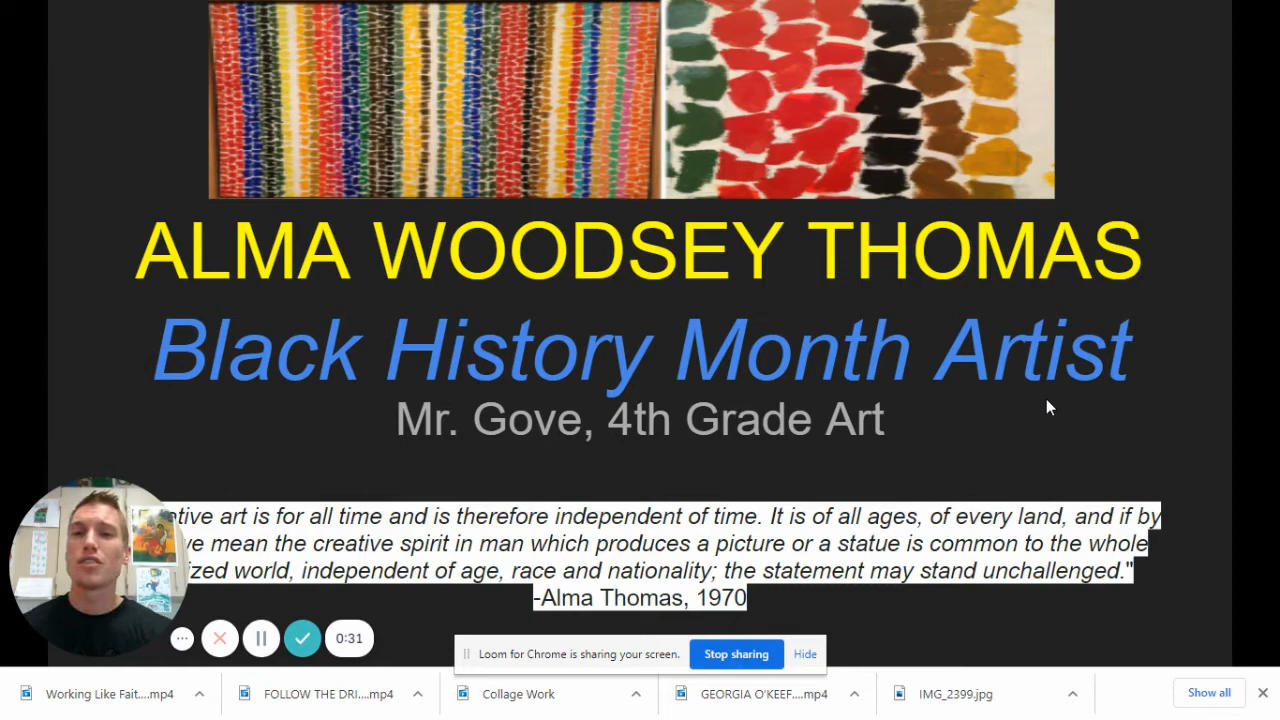 ALMA WOODSEY THOMAS
Black History Month Artist
Mr. Gove, 4th Grade Art
art is for all time and is therefore independent of time. It is of all ages, of every land, and if by
we mean the creative spirit in man which produces a picture or a statue is common to the whole
world, independent of age, race and nationality; the statement may stand unchallenged."
-Alma Thomas, 1970
0:31
Loom for Chrome is sharing your screen. Stop sharing Hide
Working Like Fait....mp4 FOLLOW THE DRI....mp4 Collage Work GEORGIA O'KEEF....mp4 IMG_2399.jpg Show all